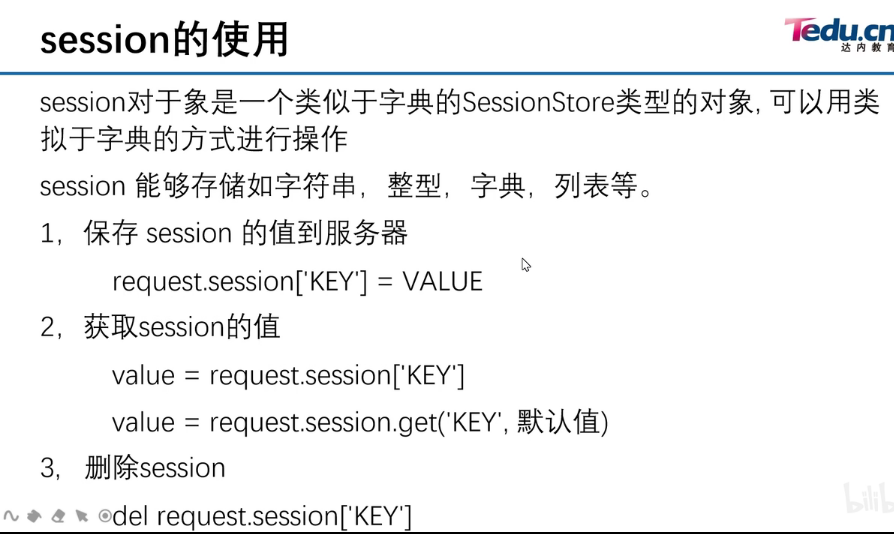 session的使用
Tedu.cn
达内教育
session对于象是一个类似于字典的SessionStore类型的对象, 可以用类
拟于字典的方式进行操作
session 能够存储如字符串，整型，字典，列表等。
1，保存 session 的值到服务器
request.session['KEY'] = VALUE
2，获取session的值
value = request.session['KEY']
value = request.session.get('KEY', 默认值)
3，删除session
del request.session['KEY']
bilib